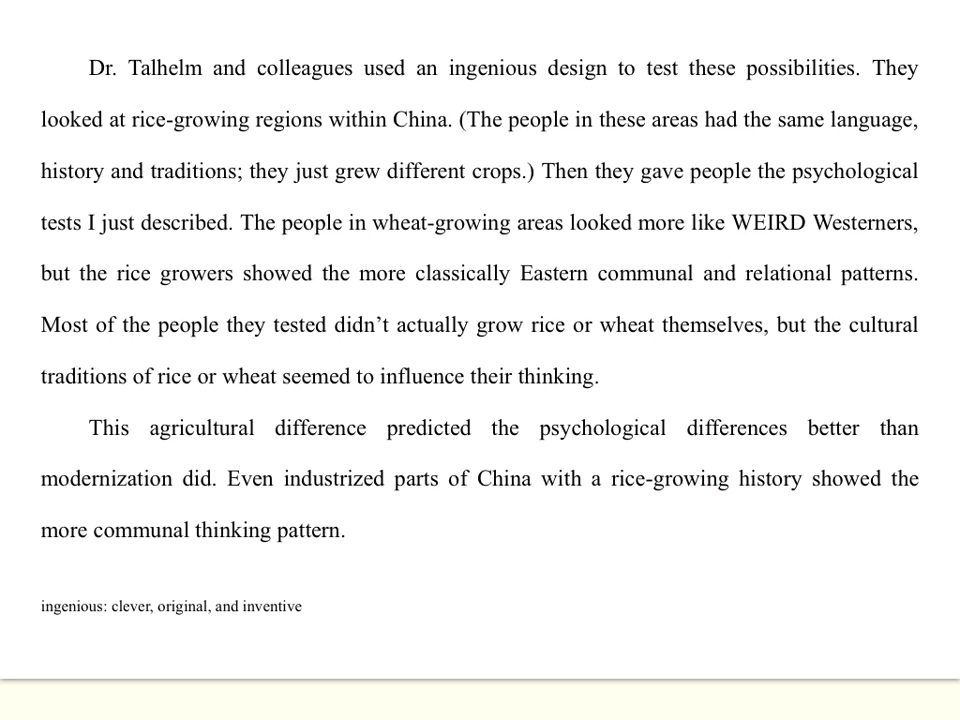 Dr. Talhelm and colleagues used an ingenious design to test these possibilities. They
looked at rice-growing regions within China. (The people in these areas had the same language,
history and traditions; they just grew different crops.) Then they gave people the psychological
tests I just described. The people in wheat-growing areas looked more like WEIRD Westerners,
but the rice growers showed the more classically Eastern communal and relational patterns.
Most of the people they tested didn’t actually grow rice or wheat themselves, but the cultural
traditions of rice or wheat seemed to influence their thinking.
This agricultural difference predicted the psychological differences better than
modernization did. Even industrized parts of China with a rice-growing history showed the
more communal thinking pattern.
ingenious: clever, original, and inventive